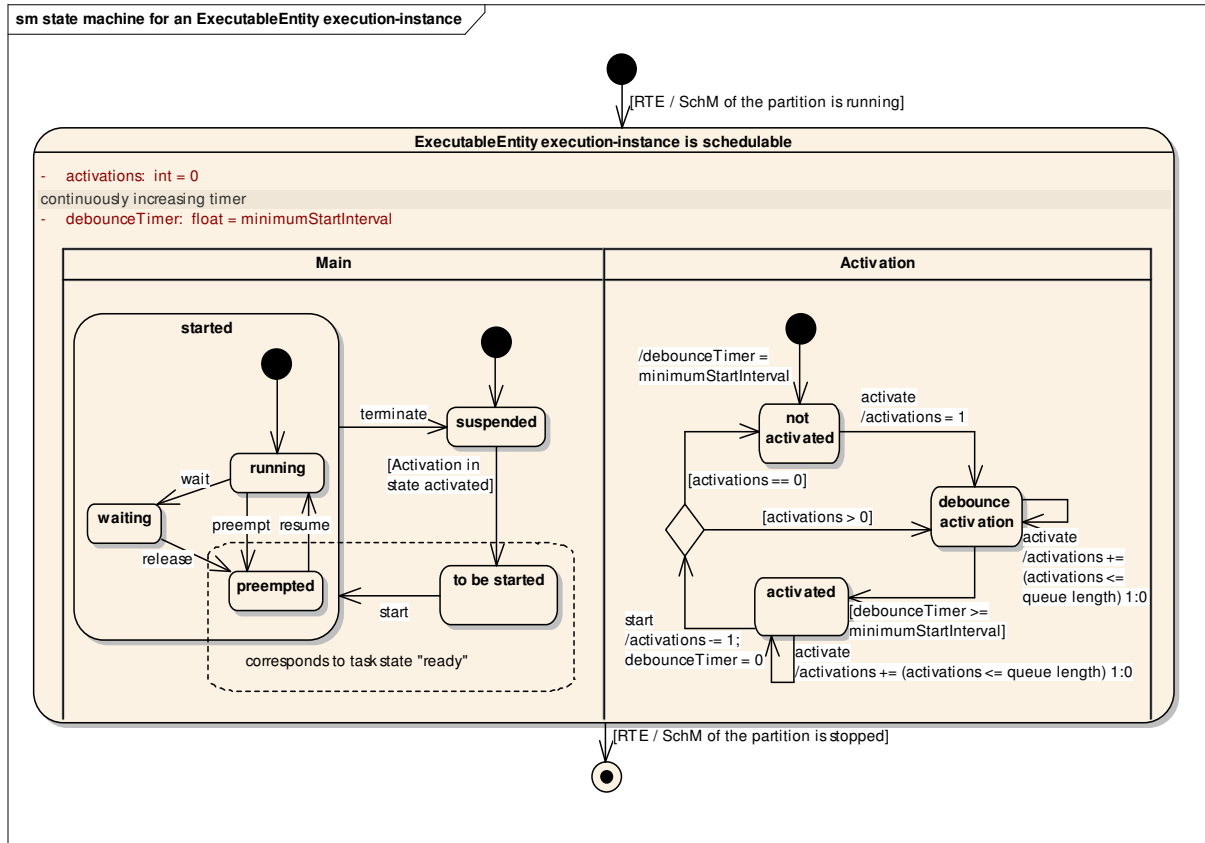 sm state machine for an ExecutableEntity execution-instance
[RTE / SchM of the partition is running]
ExecutableEntity execution-instance is schedulable
- activations: int = 0
continuously increasing timer
- debounceTimer: float = minimumStartInterval
Main
started
running
wait
waiting
preempt
resume
release
preempted
terminate
suspended
[Activation in
state activated]
to be started
start
corresponds to task state "ready"
Activation
/debounceTimer =
minimumStartInterval
not
activated
activate
/activations = 1
[activations == 0]
[activations > 0]
debounce
activation
activate
/activations +=
(activations <=
queue length) 1:0
activated
[debounceTimer >=
minimumStartInterval]
start
/activations -= 1;
debounceTimer = 0
activate
/activations += (activations <= queue length) 1:0
[RTE / SchM of the partition is stopped]